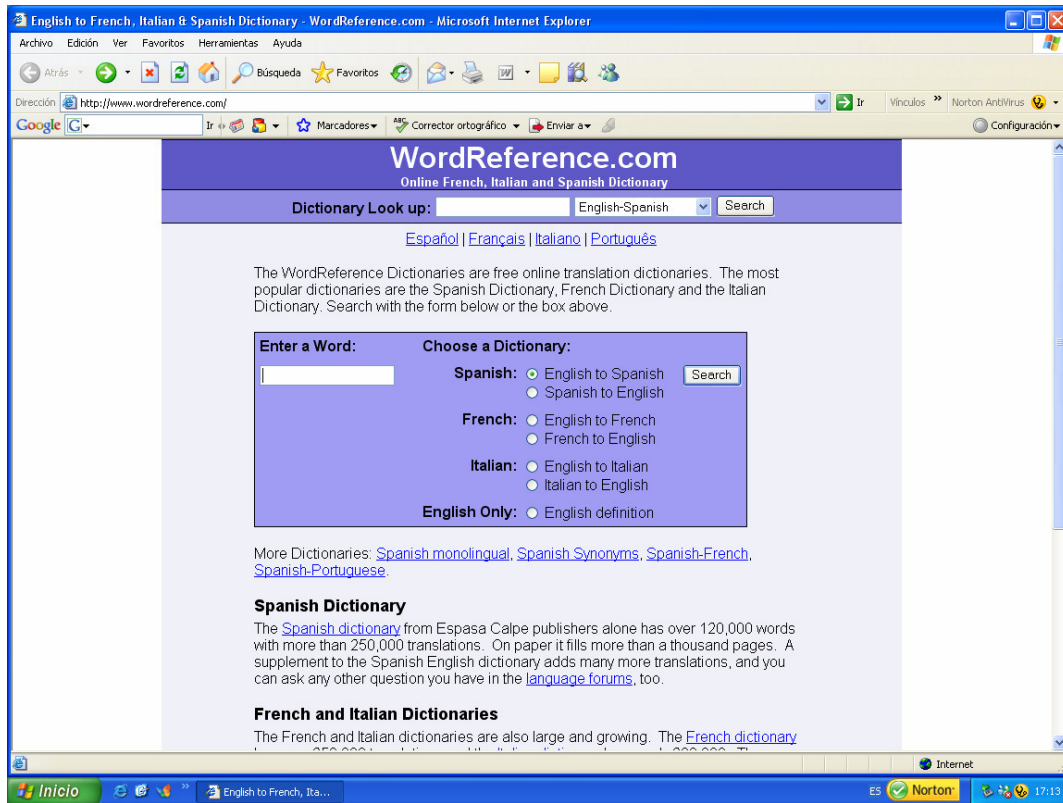 English to French, Italian & Spanish Dictionary - WordReference.com - Microsoft Internet Explorer
Archivo Edición Ver Favoritos Herramientas Ayuda
Atrás Búsqueda Favoritos
Dirección http://www.wordreference.com/ Ir Vínculos » Norton AntiVirus
Google G Ir Marcadores ABC Corrector ortográfico Enviar a Configuración
WordReference.com
Online French, Italian and Spanish Dictionary
Dictionary Look up: English-Spanish Search
Español | Français | Italiano | Português
The WordReference Dictionaries are free online translation dictionaries. The most
popular dictionaries are the Spanish Dictionary, French Dictionary and the Italian
Dictionary. Search with the form below or the box above.
Enter a Word: Choose a Dictionary:
Spanish: English to Spanish Search
Spanish to English
French: English to French
French to English
Italian: English to Italian
Italian to English
English Only: English definition
More Dictionaries: Spanish monolingual, Spanish Synonyms, Spanish-French,
Spanish-Portuguese.
Spanish Dictionary
The Spanish dictionary from Espasa Calpe publishers alone has over 120,000 words
with more than 250,000 translations. On paper it fills more than a thousand pages. A
supplement to the Spanish English dictionary adds many more translations, and you
can ask any other question you have in the language forums, too.
French and Italian Dictionaries
The French and Italian dictionaries are also large and growing. The French dictionary
Internet
Inicio » English to French, Ita... ES Norton 17:13